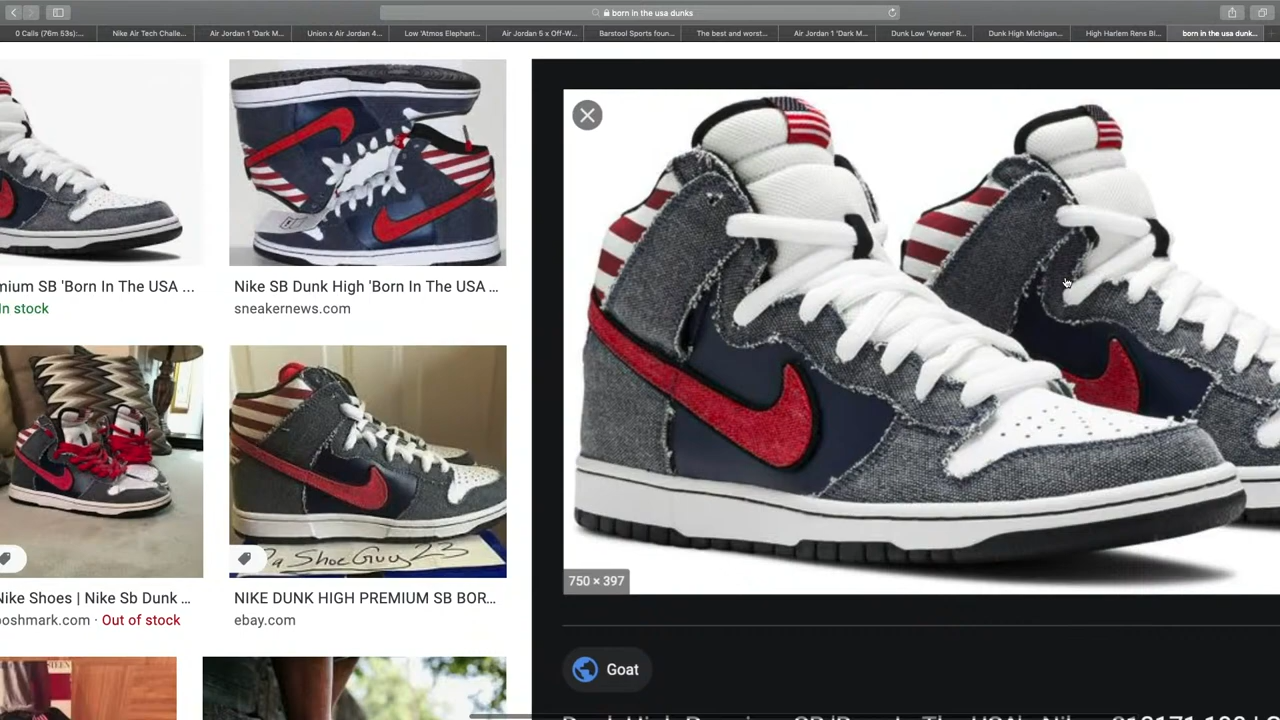 born in the usa dunks
0 Calls (76m 53s):...
Nike Air Tech Challe...
Air Jordan 1 'Dark M...
Union x Air Jordan 4...
Low 'Atmos Elephant...
Air Jordan 5 x Off-W...
Barstool Sports foun...
The best and worst...
Air Jordan 1 'Dark M...
Dunk Low 'Veneer' R...
Dunk High Michigan...
High Harlem Rens Bl...
born in the usa dunk...
mium SB 'Born In The USA ...
In stock
Nike SB Dunk High 'Born In The USA ...
sneakernews.com
ShoeGuy23
Nike Shoes | Nike Sb Dunk ...
poshmark.com · Out of stock
NIKE DUNK HIGH PREMIUM SB BOR...
ebay.com
750 × 397
Goat